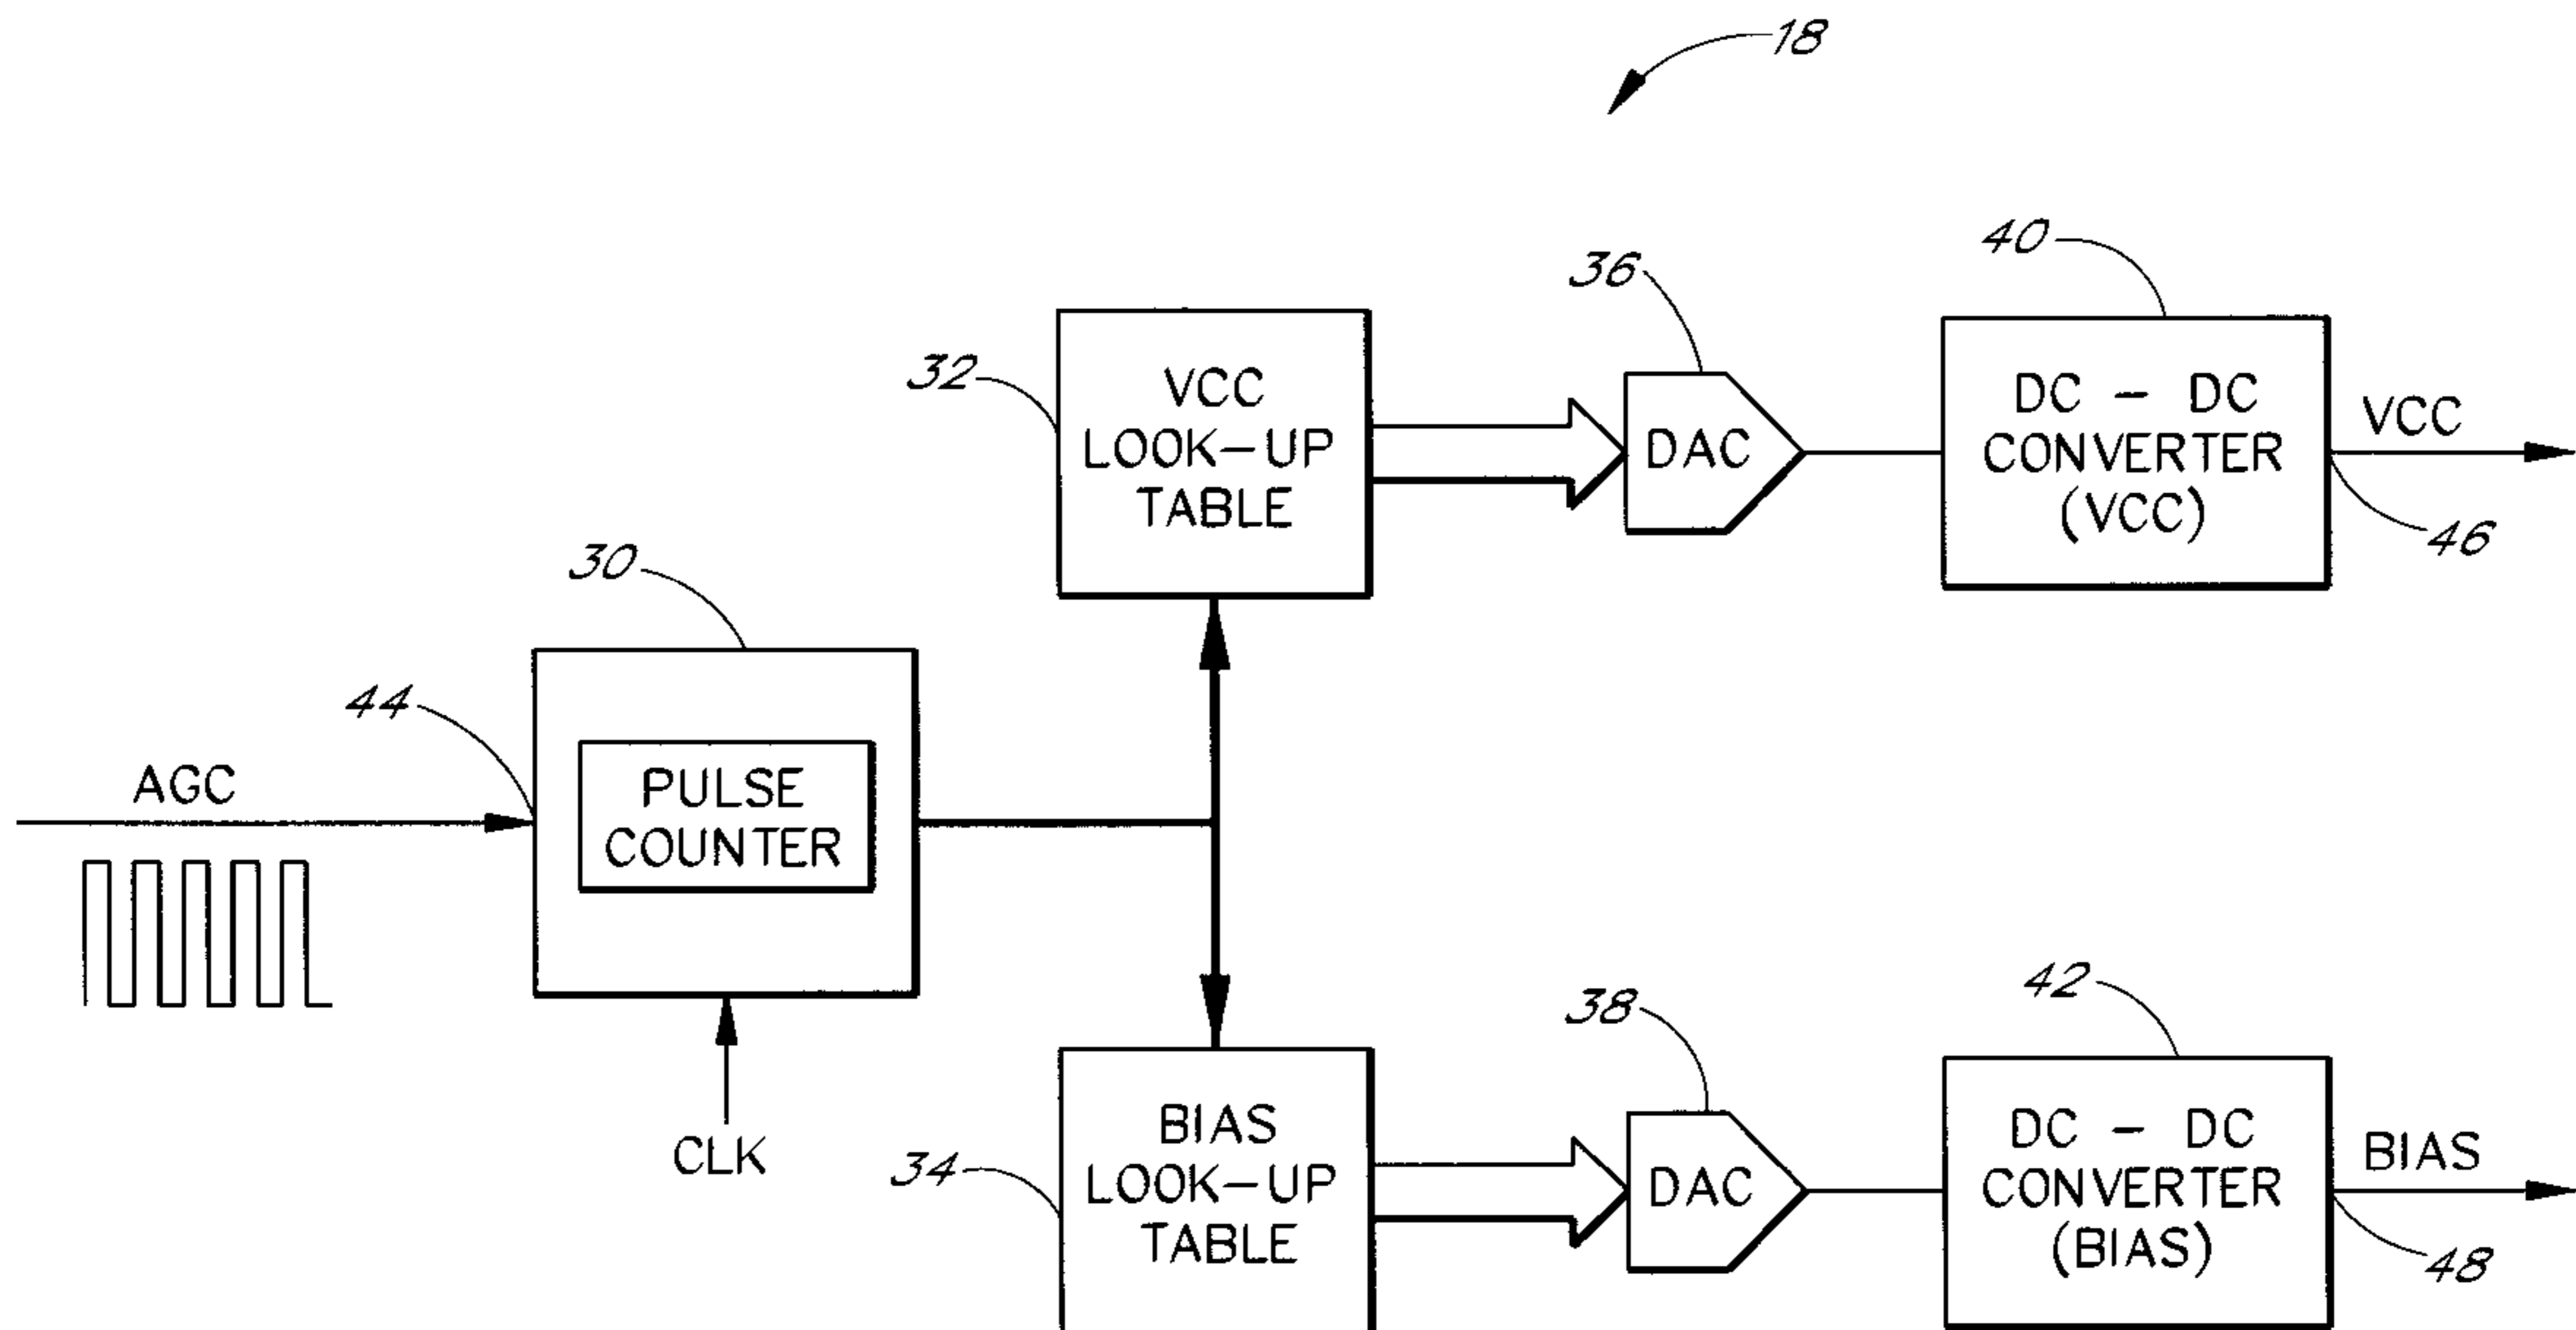 18
40
36
32
VCC
LOOK-UP
TABLE
DAC
DC - DC
CONVERTER
(VCC)
VCC
46
30
44
AGC
PULSE
COUNTER
CLK
42
38
34
BIAS
LOOK-UP
TABLE
DAC
DC - DC
CONVERTER
(BIAS)
BIAS
48